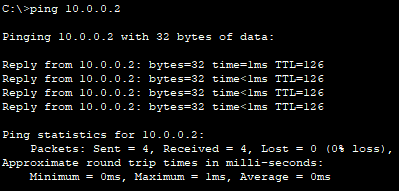 C:\>ping 10.0.0.2
Pinging 10.0.0.2 with 32 bytes of data:
Reply from 10.0.0.2: bytes=32 time=1ms TTL=126
Reply from 10.0.0.2: bytes=32 time<1ms TTL=126
Reply from 10.0.0.2: bytes=32 time<1ms TTL=126
Reply from 10.0.0.2: bytes=32 time<1ms TTL=126
Ping statistics for 10.0.0.2:
    Packets: Sent = 4, Received = 4, Lost = 0 (0% loss),
Approximate round trip times in milli-seconds:
    Minimum = 0ms, Maximum = 1ms, Average = 0ms